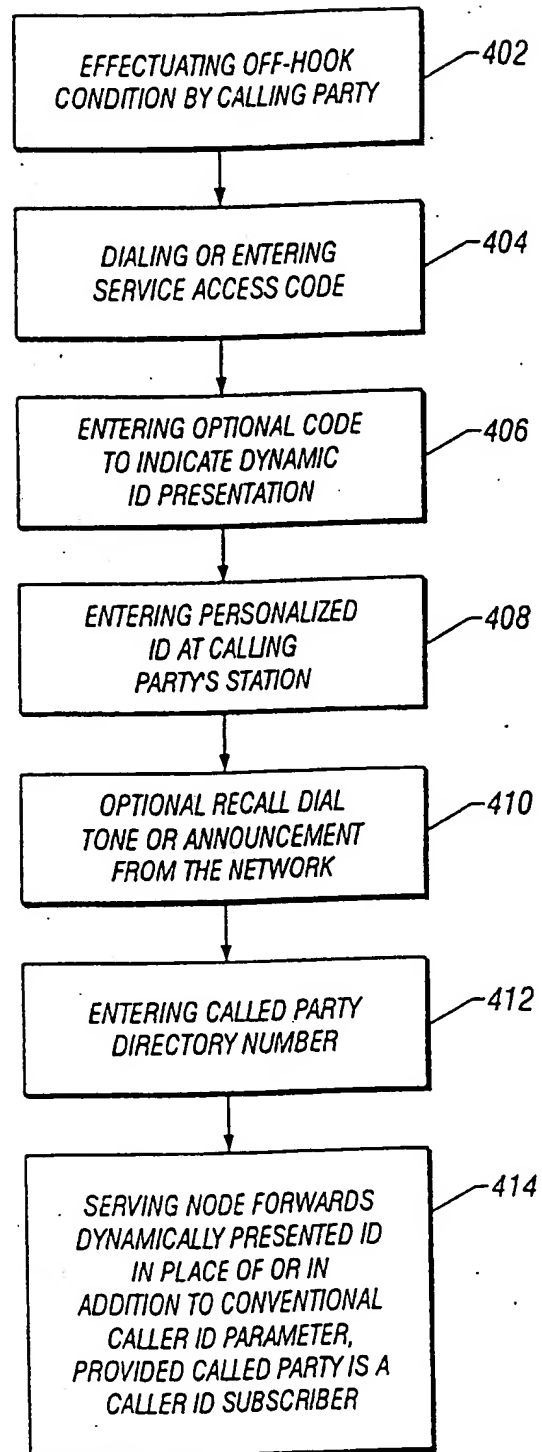 EFFECTUATING OFF-HOOK
CONDITION BY CALLING PARTY
402
DIALING OR ENTERING
SERVICE ACCESS CODE
404
ENTERING OPTIONAL CODE
TO INDICATE DYNAMIC
ID PRESENTATION
406
ENTERING PERSONALIZED
ID AT CALLING
PARTY'S STATION
408
OPTIONAL RECALL DIAL
TONE OR ANNOUNCEMENT
FROM THE NETWORK
410
ENTERING CALLED PARTY
DIRECTORY NUMBER
412
SERVING NODE FORWARDS
DYNAMICALLY PRESENTED ID
IN PLACE OF OR IN
ADDITION TO CONVENTIONAL
CALLER ID PARAMETER,
PROVIDED CALLED PARTY IS A
CALLER ID SUBSCRIBER
414